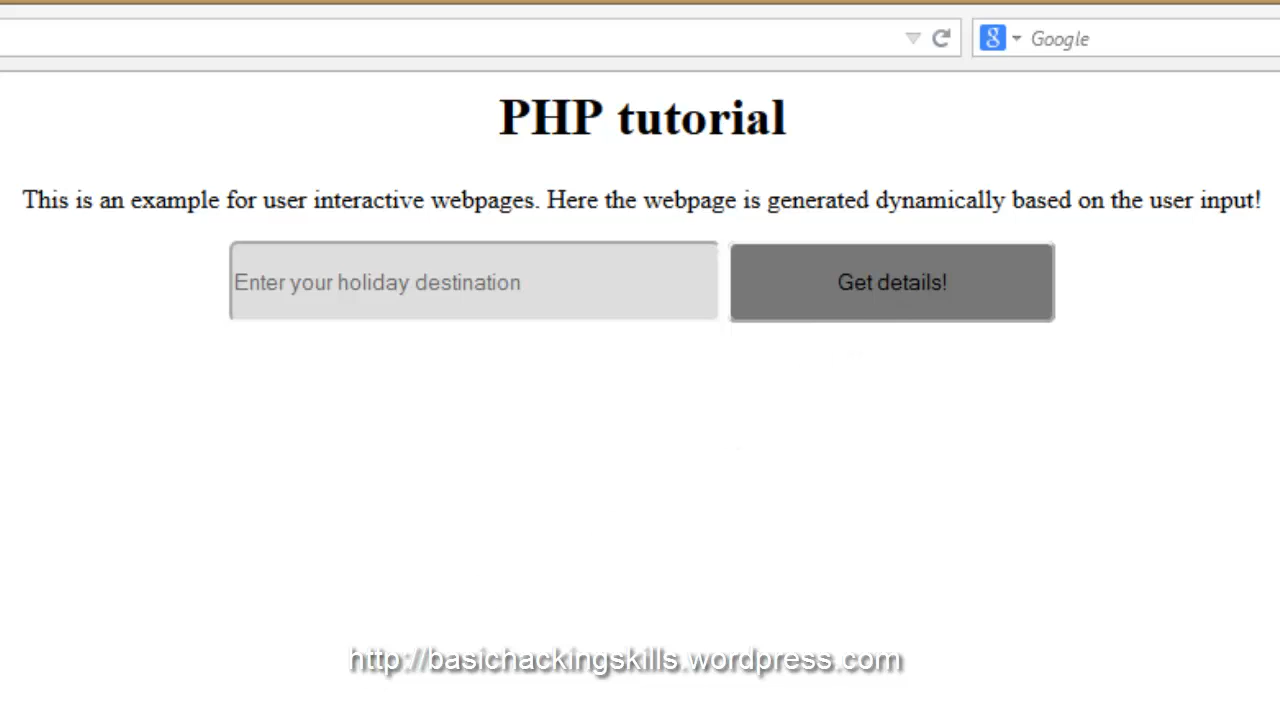 Google
PHP tutorial
This is an example for user interactive webpages. Here the webpage is generated dynamically based on the user input!
Enter your holiday destination
Get details!
http://basichackingskills.wordpress.com